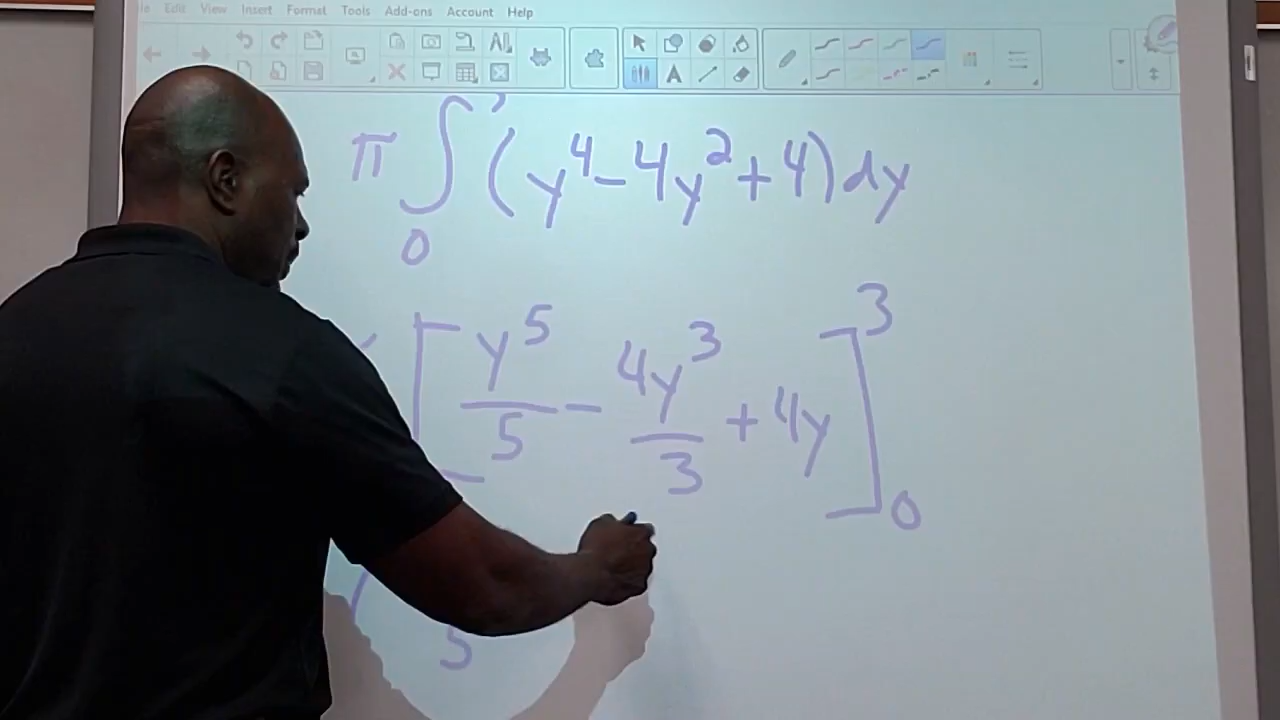 Edit View Insert Format Tools Add-ons Account Help
π ∫₀ (y⁴ - 4y² + 4) dy
[y⁵/5 - 4y³/3 + 4y]₀³
5